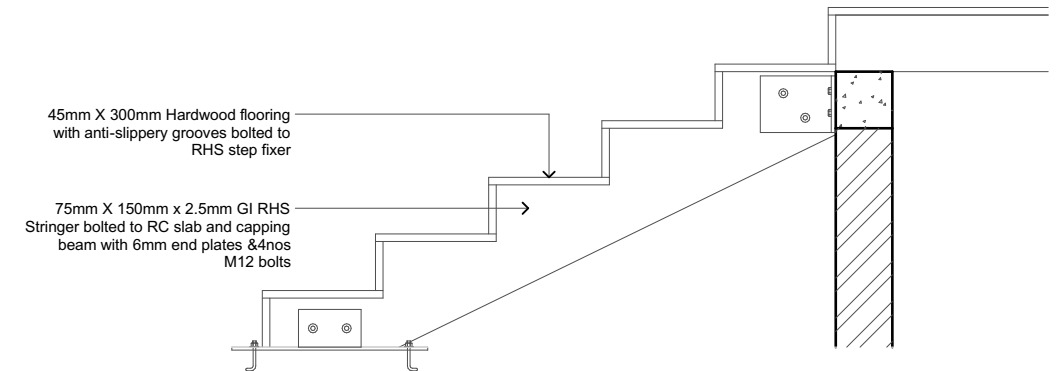 45mm X 300mm Hardwood flooring
with anti-slippery grooves bolted to
RHS step fixer
75mm X 150mm x 2.5mm GI RHS
Stringer bolted to RC slab and capping
beam with 6mm end plates &4nos
M12 bolts